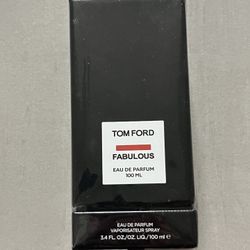 TOM FORD
FABULOUS
EAU DE PARFUM
100 ML
EAU DE PARFUM
VAPORISATEUR SPRAY
3.4 FL. OZ/OZ. LIQ./100 ml ℮